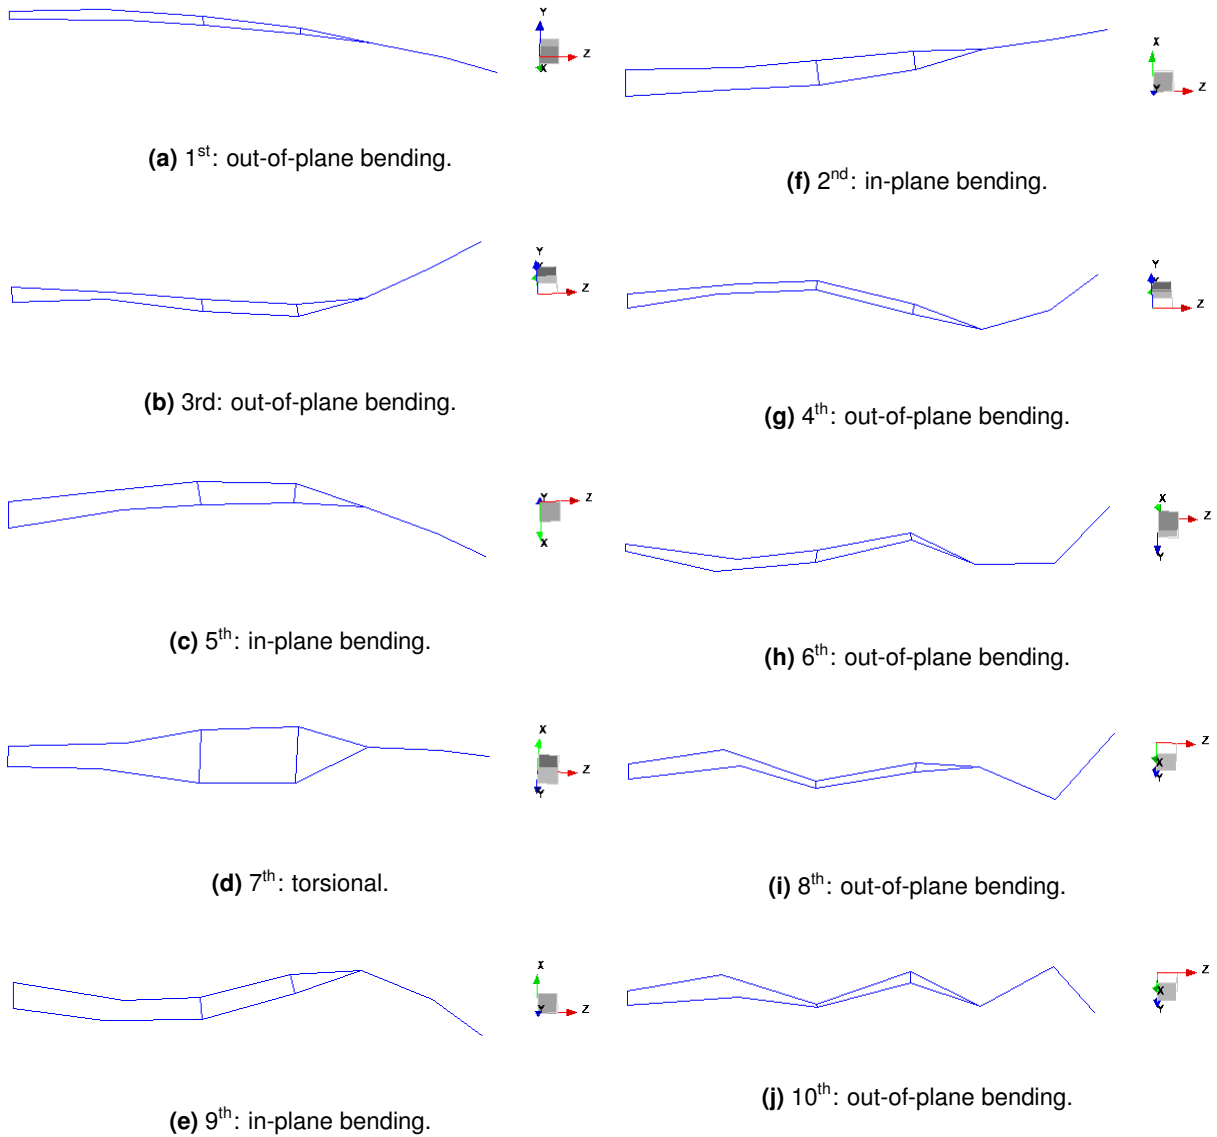 Y
Z
X
(a) 1st: out-of-plane bending.
X
Z
Y
(f) 2nd: in-plane bending.
Y
Z
(b) 3rd: out-of-plane bending.
Y
Z
(g) 4th: out-of-plane bending.
Y
Z
X
(c) 5th: in-plane bending.
X
Z
Y
(h) 6th: out-of-plane bending.
X
Z
Y
(d) 7th: torsional.
Z
X
Y
(i) 8th: out-of-plane bending.
X
Z
Y
(e) 9th: in-plane bending.
Z
X
Y
(j) 10th: out-of-plane bending.